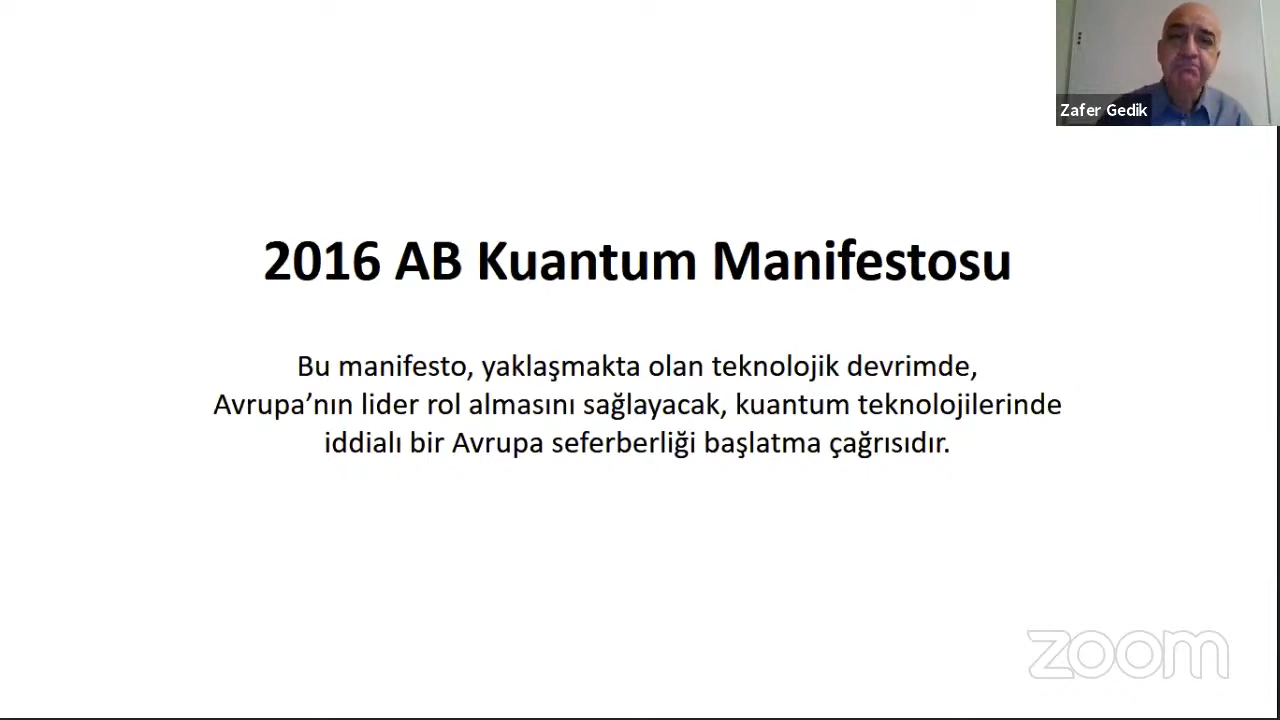 Zafer Gedik
2016 AB Kuantum Manifestosu
Bu manifesto, yaklaşmakta olan teknolojik devrimde,
Avrupa’nın lider rol almasını sağlayacak, kuantum teknolojilerinde
iddialı bir Avrupa seferberliği başlatma çağrısıdır.
zoom